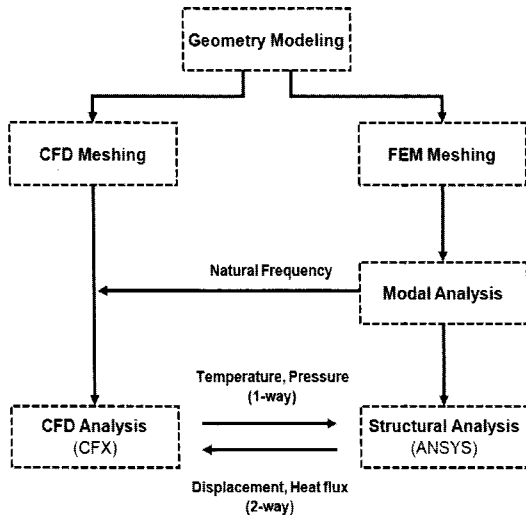 Geometry Modeling
CFD Meshing
FEM Meshing
Natural Frequency
Modal Analysis
Temperature, Pressure
(1-way)
CFD Analysis
(CFX)
Structural Analysis
(ANSYS)
Displacement, Heat flux
(2-way)